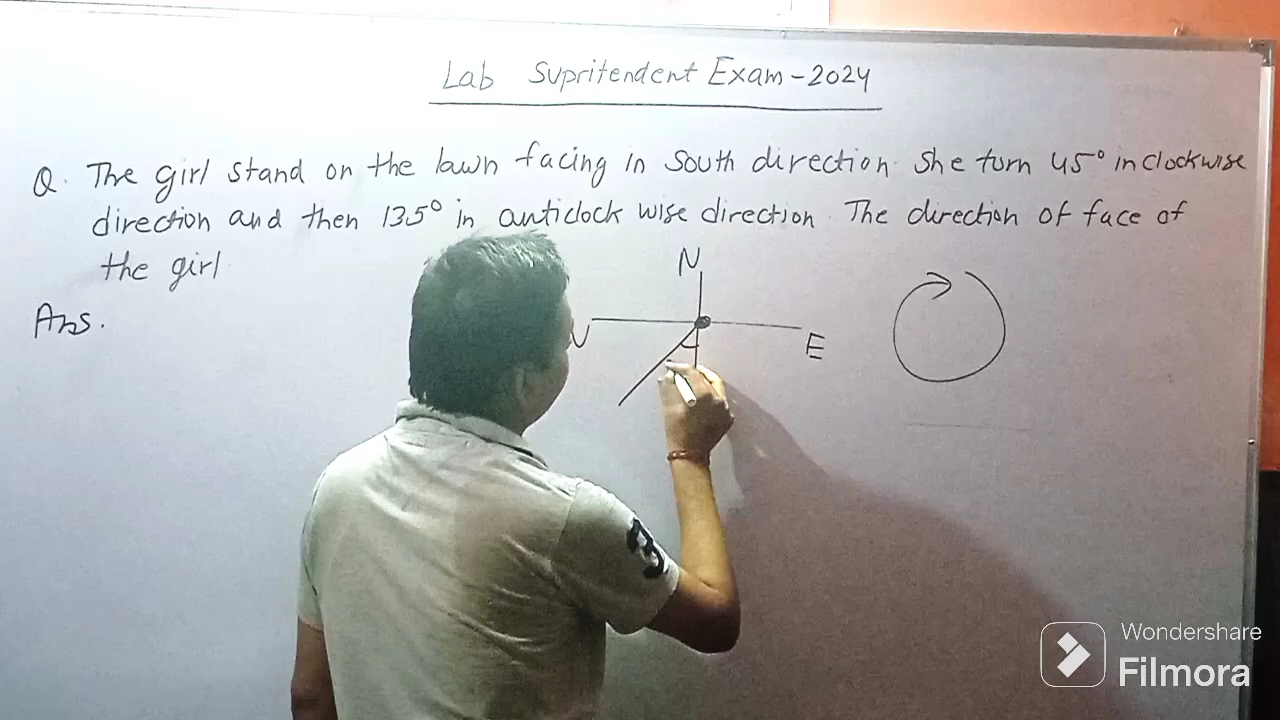 Lab Supritendent Exam-2024
Q. The girl stand on the lawn facing in South direction. She turn 45° in clockwise
direction and then 135° in anticlock wise direction. The direction of face of
the girl
Ans.
N
E
Wondershare
Filmora